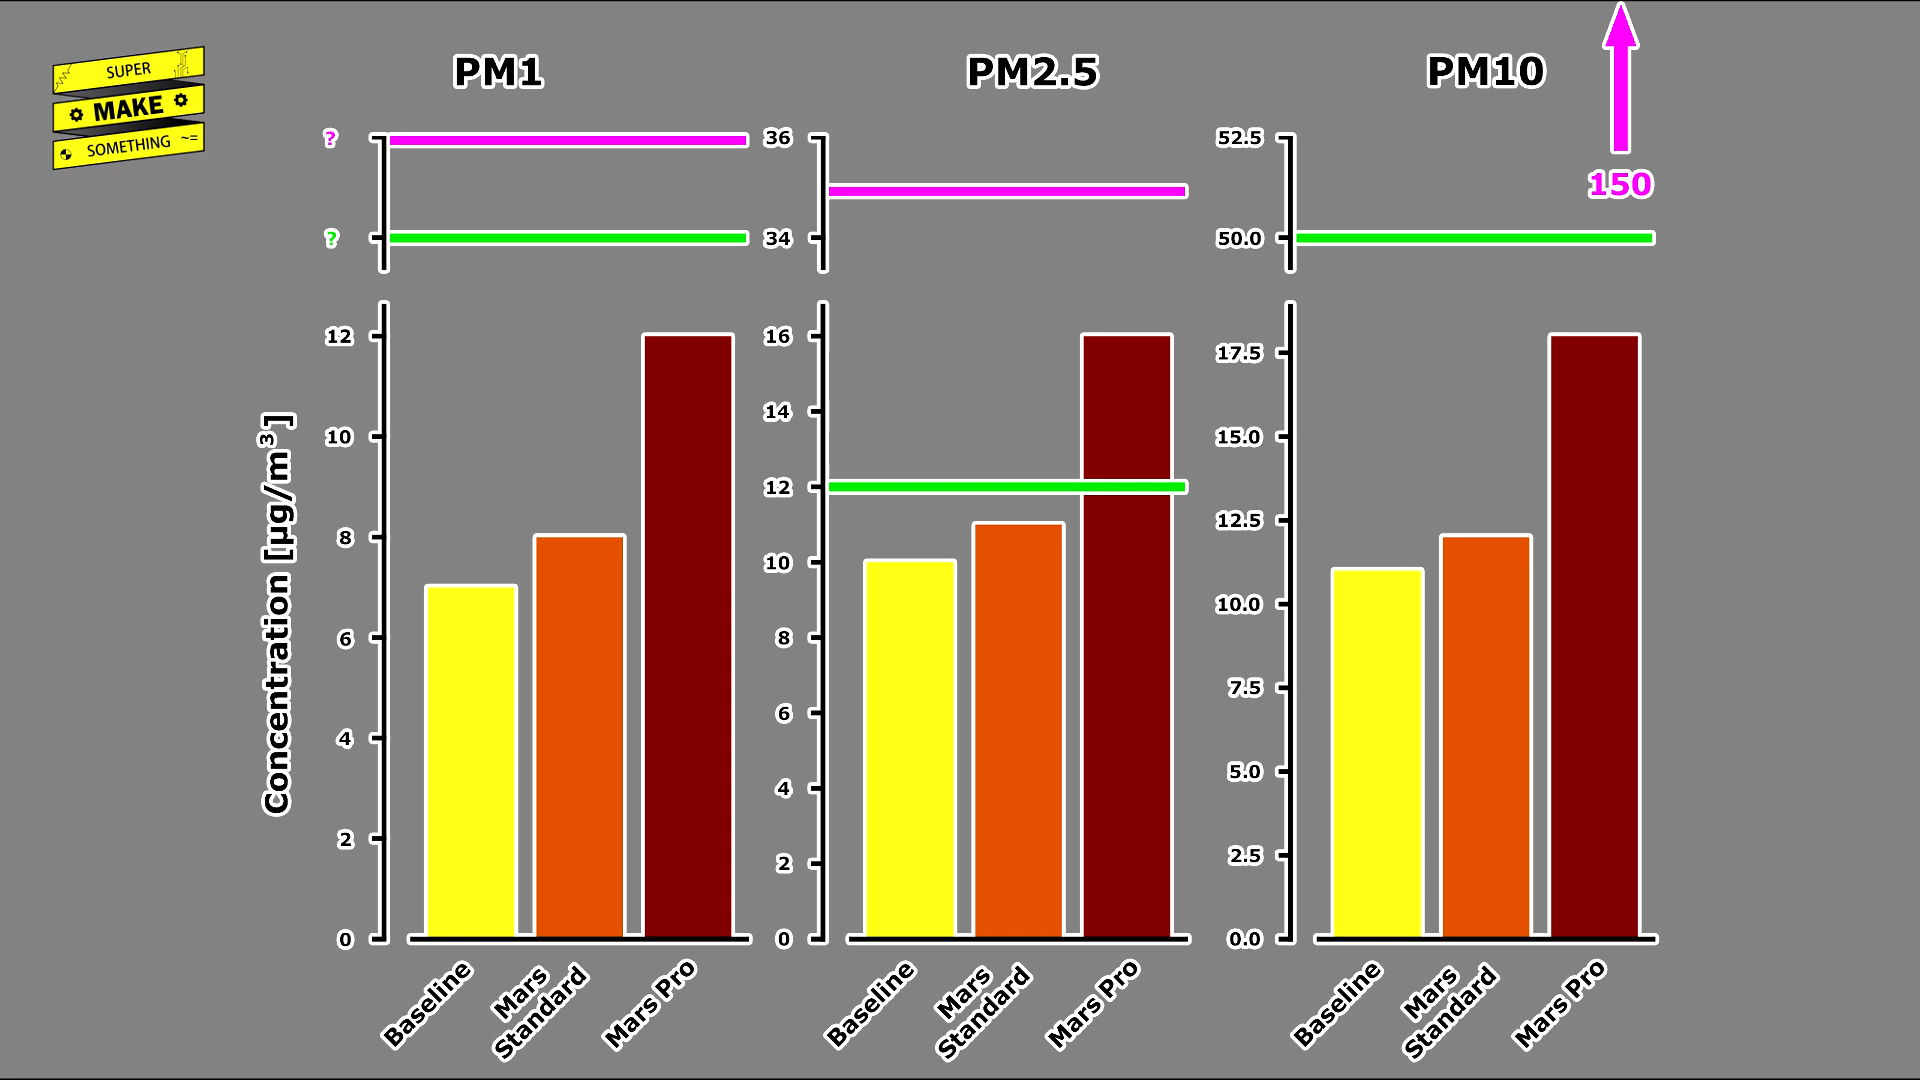 SUPER
MAKE
SOMETHING ~=
PM1
PM2.5
PM10
150
Concentration [µg/m³]
?
?
12
10
8
6
4
2
0
Baseline
Mars
Standard
Mars Pro
36
34
16
14
12
10
8
6
4
2
0
Baseline
Mars
Standard
Mars Pro
52.5
50.0
17.5
15.0
12.5
10.0
7.5
5.0
2.5
0.0
Baseline
Mars
Standard
Mars Pro